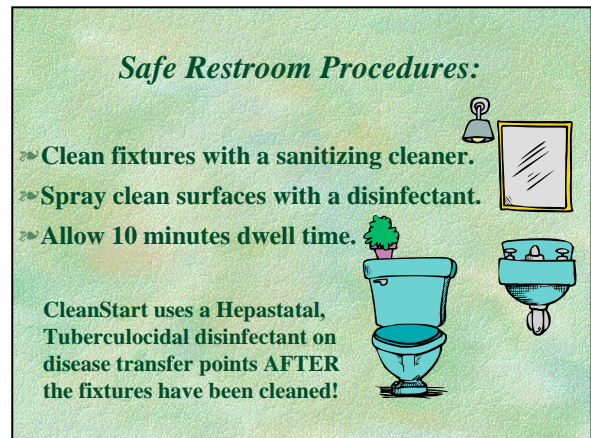 Safe Restroom Procedures:
Clean fixtures with a sanitizing cleaner.
Spray clean surfaces with a disinfectant.
Allow 10 minutes dwell time.
CleanStart uses a Hepastatal,
Tuberculocidal disinfectant on
disease transfer points AFTER
the fixtures have been cleaned!